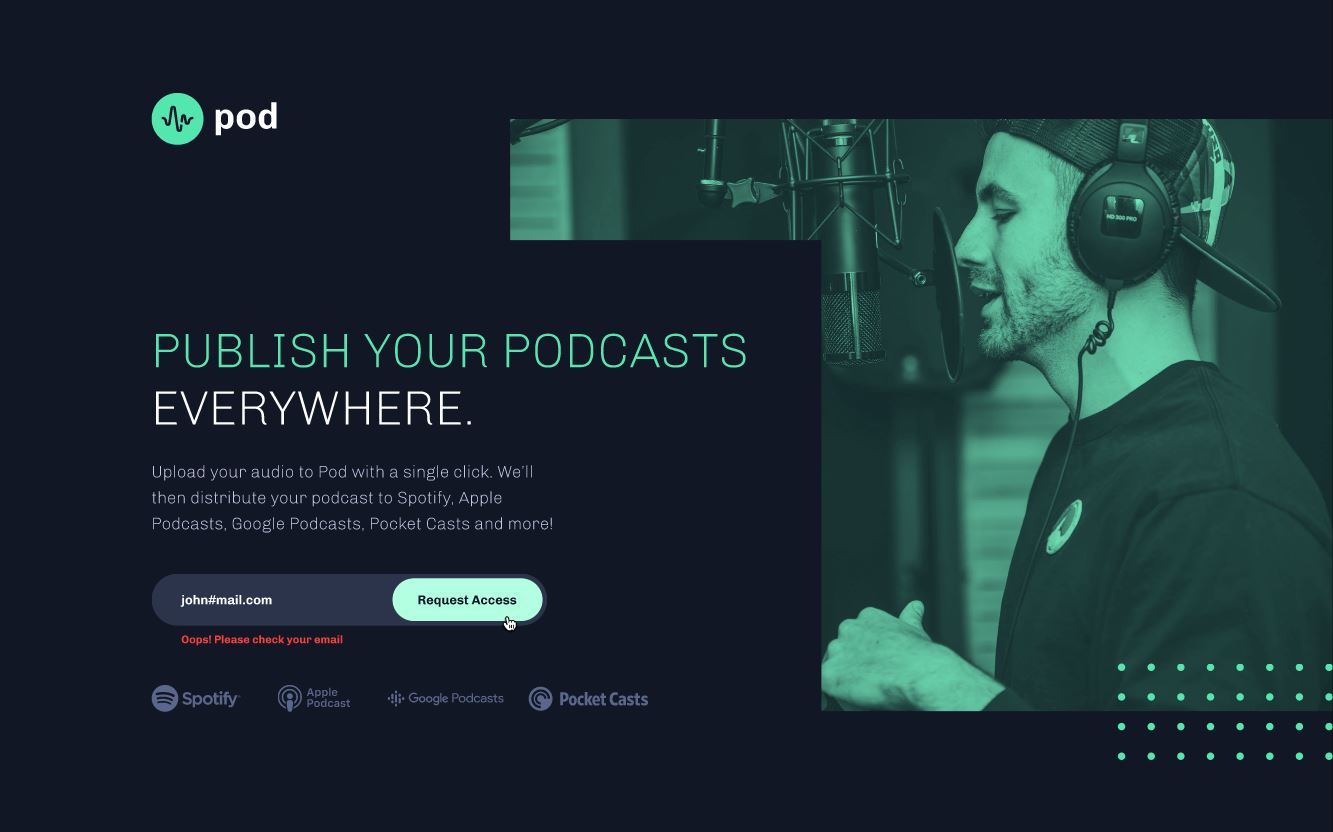 pod
ND 300 PRO
PUBLISH YOUR PODCASTS
EVERYWHERE.
Upload your audio to Pod with a single click. We’ll
then distribute your podcast to Spotify, Apple
Podcasts, Google Podcasts, Pocket Casts and more!
john#mail.com
Request Access
Oops! Please check your email
Spotify
Apple
Podcast
Google Podcasts
Pocket Casts